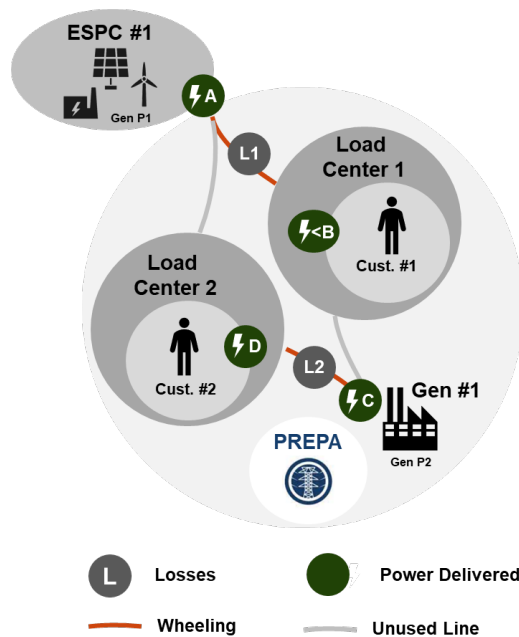 ESPC #1
Gen P1
A
L1
Load
Center 1
<B
Cust. #1
Load
Center 2
D
Cust. #2
L2
C
Gen #1
Gen P2
PREPA
L
Losses
Power Delivered
Wheeling
Unused Line